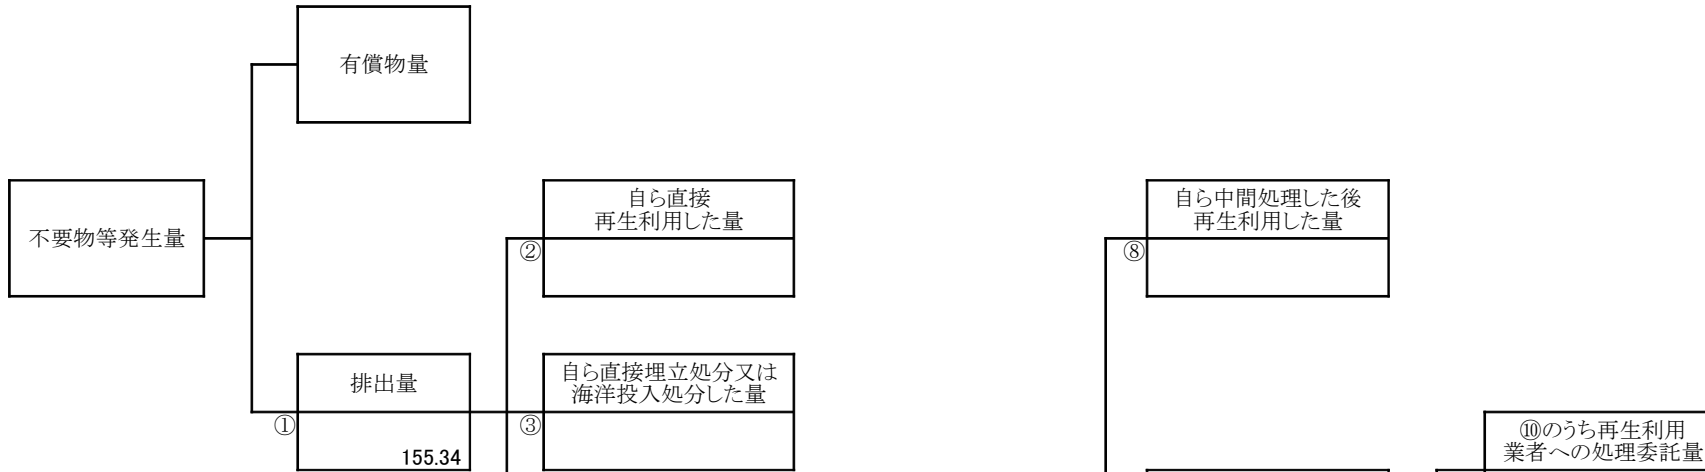 有償物量
不要物等発生量
自ら直接
再生利用した量
②
自ら中間処理した後
再生利用した量
⑧
排出量
①
155.34
自ら直接埋立処分又は
海洋投入処分した量
③
⑩のうち再生利用
業者への処理委託量